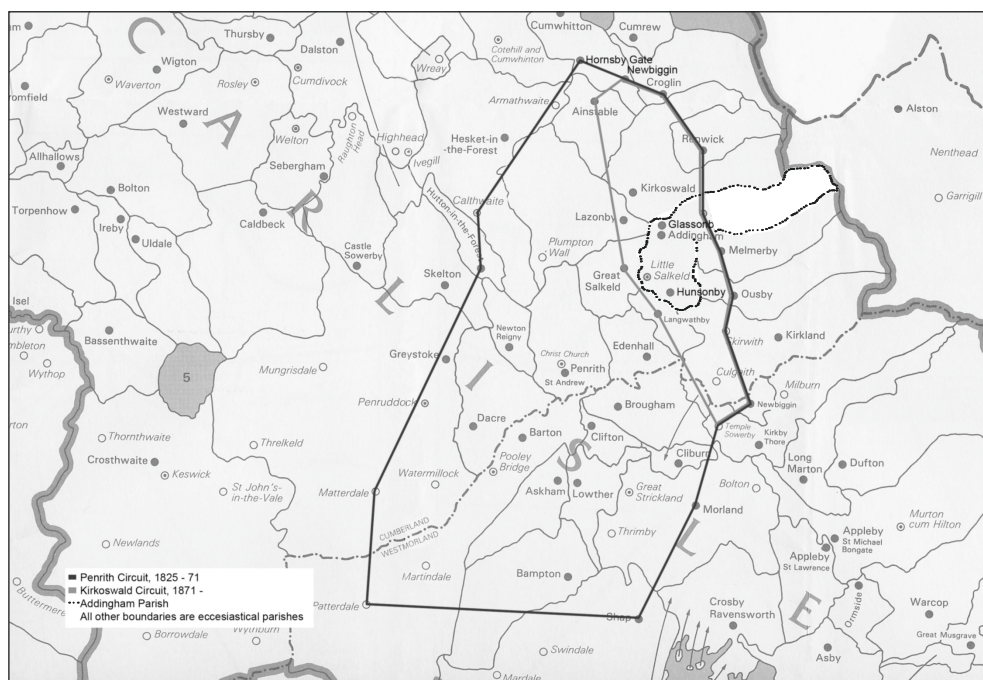 Cumwhitton
Cumrew
Thursby
Dalston
Cotehill and
Cumwhinton
Wigton
Wreay
Hornsby Gate
Newbiggin
Croglin
Waverton
Rosley
Cumdivock
Armathwaite
Ainstable
Alston
Westward
Welton
Raughton
Head
Highhead
Ivegill
Hesket-in
-the-Forest
Renwick
Nenthead
Allhallows
Sebergham
Bolton
Kirkoswald
Garrigill
Torpenhow
Ireby
Uldale
Caldbeck
Calthwaite
Hutton-in-the-Forest
Lazonby
Glassonb
Addingham
Castle
Sowerby
Plumpton
Wall
Melmerby
Skelton
Great
Salkeld
Little
Salkeld
Hunsonby
Ousby
Isel
Langwathby
Bassenthwaite
Newton
Reigny
Edenhall
Skirwith
Kirkland
Greystoke
Christ Church
Penrith
St Andrew
Culgaith
Milburn
Wythop
5
Mungrisdale
Penruddock
Brougham
Newbiggin
Dacre
Barton
Clifton
Temple
Sowerby
Kirkby
Thore
Thornthwaite
Threlkeld
Crosthwaite
Keswick
Watermillock
Pooley
Bridge
Cliburn
Long
Marton
Dufton
St John's-
in-the-Vale
Matterdale
Askham
Lowther
Great
Strickland
Bolton
Morland
Murton
cum Hilton
CUMBERLAND
WESTMORLAND
Newlands
Thrimby
Appleby
St Michael
Bongate
Appleby
St Lawrence
Martindale
Bampton
Ormside
Patterdale
Shap
Crosby
Ravensworth
Warcop
Great Musgrave
Borrowdale
Wythburn
Swindale
Asby
Mardale
CARLISLE
Penrith Circuit, 1825 - 71
Kirkoswald Circuit, 1871 -
Addingham Parish
All other boundaries are eccesiastical parishes